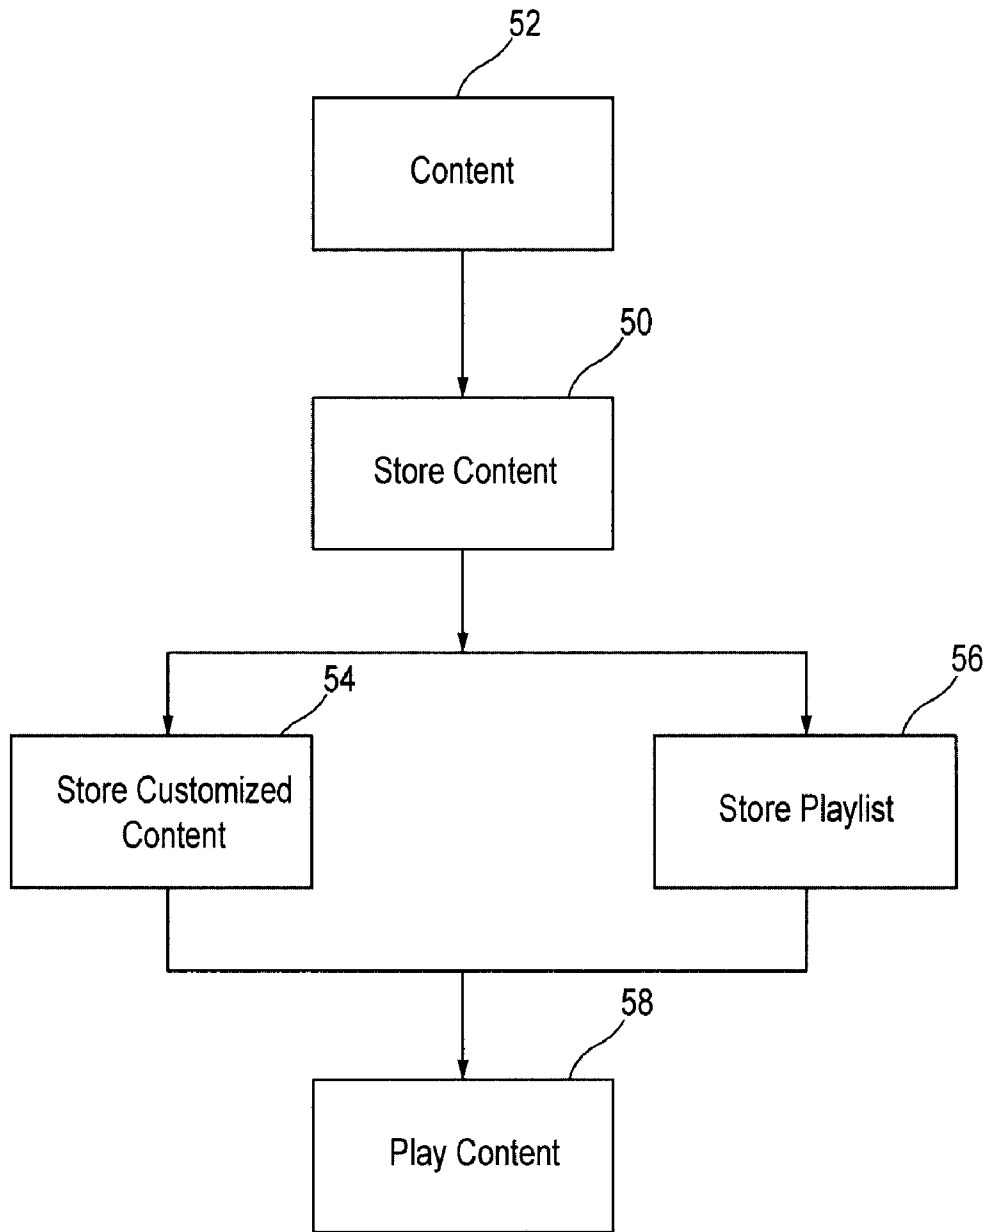 52
Content
50
Store Content
54
56
Store Customized
Content
Store Playlist
58
Play Content